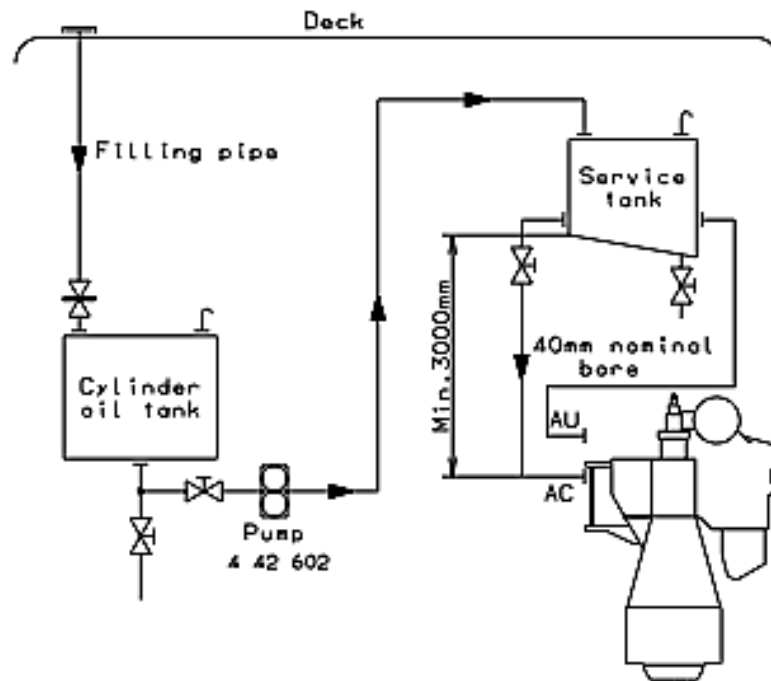 Deck
Filling pipe
Service
tank
Min.3000mm
40mm nominal
bore
Cylinder
oil tank
AU
AC
Pump
4 42 602